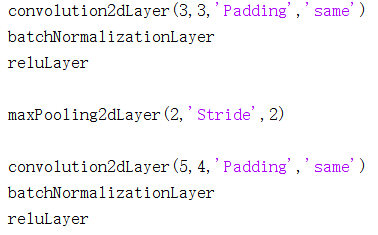 convolution2dLayer(3,3,'Padding','same')
batchNormalizationLayer
reluLayer
maxPooling2dLayer(2,'Stride',2)
convolution2dLayer(5,4,'Padding','same')
batchNormalizationLayer
reluLayer